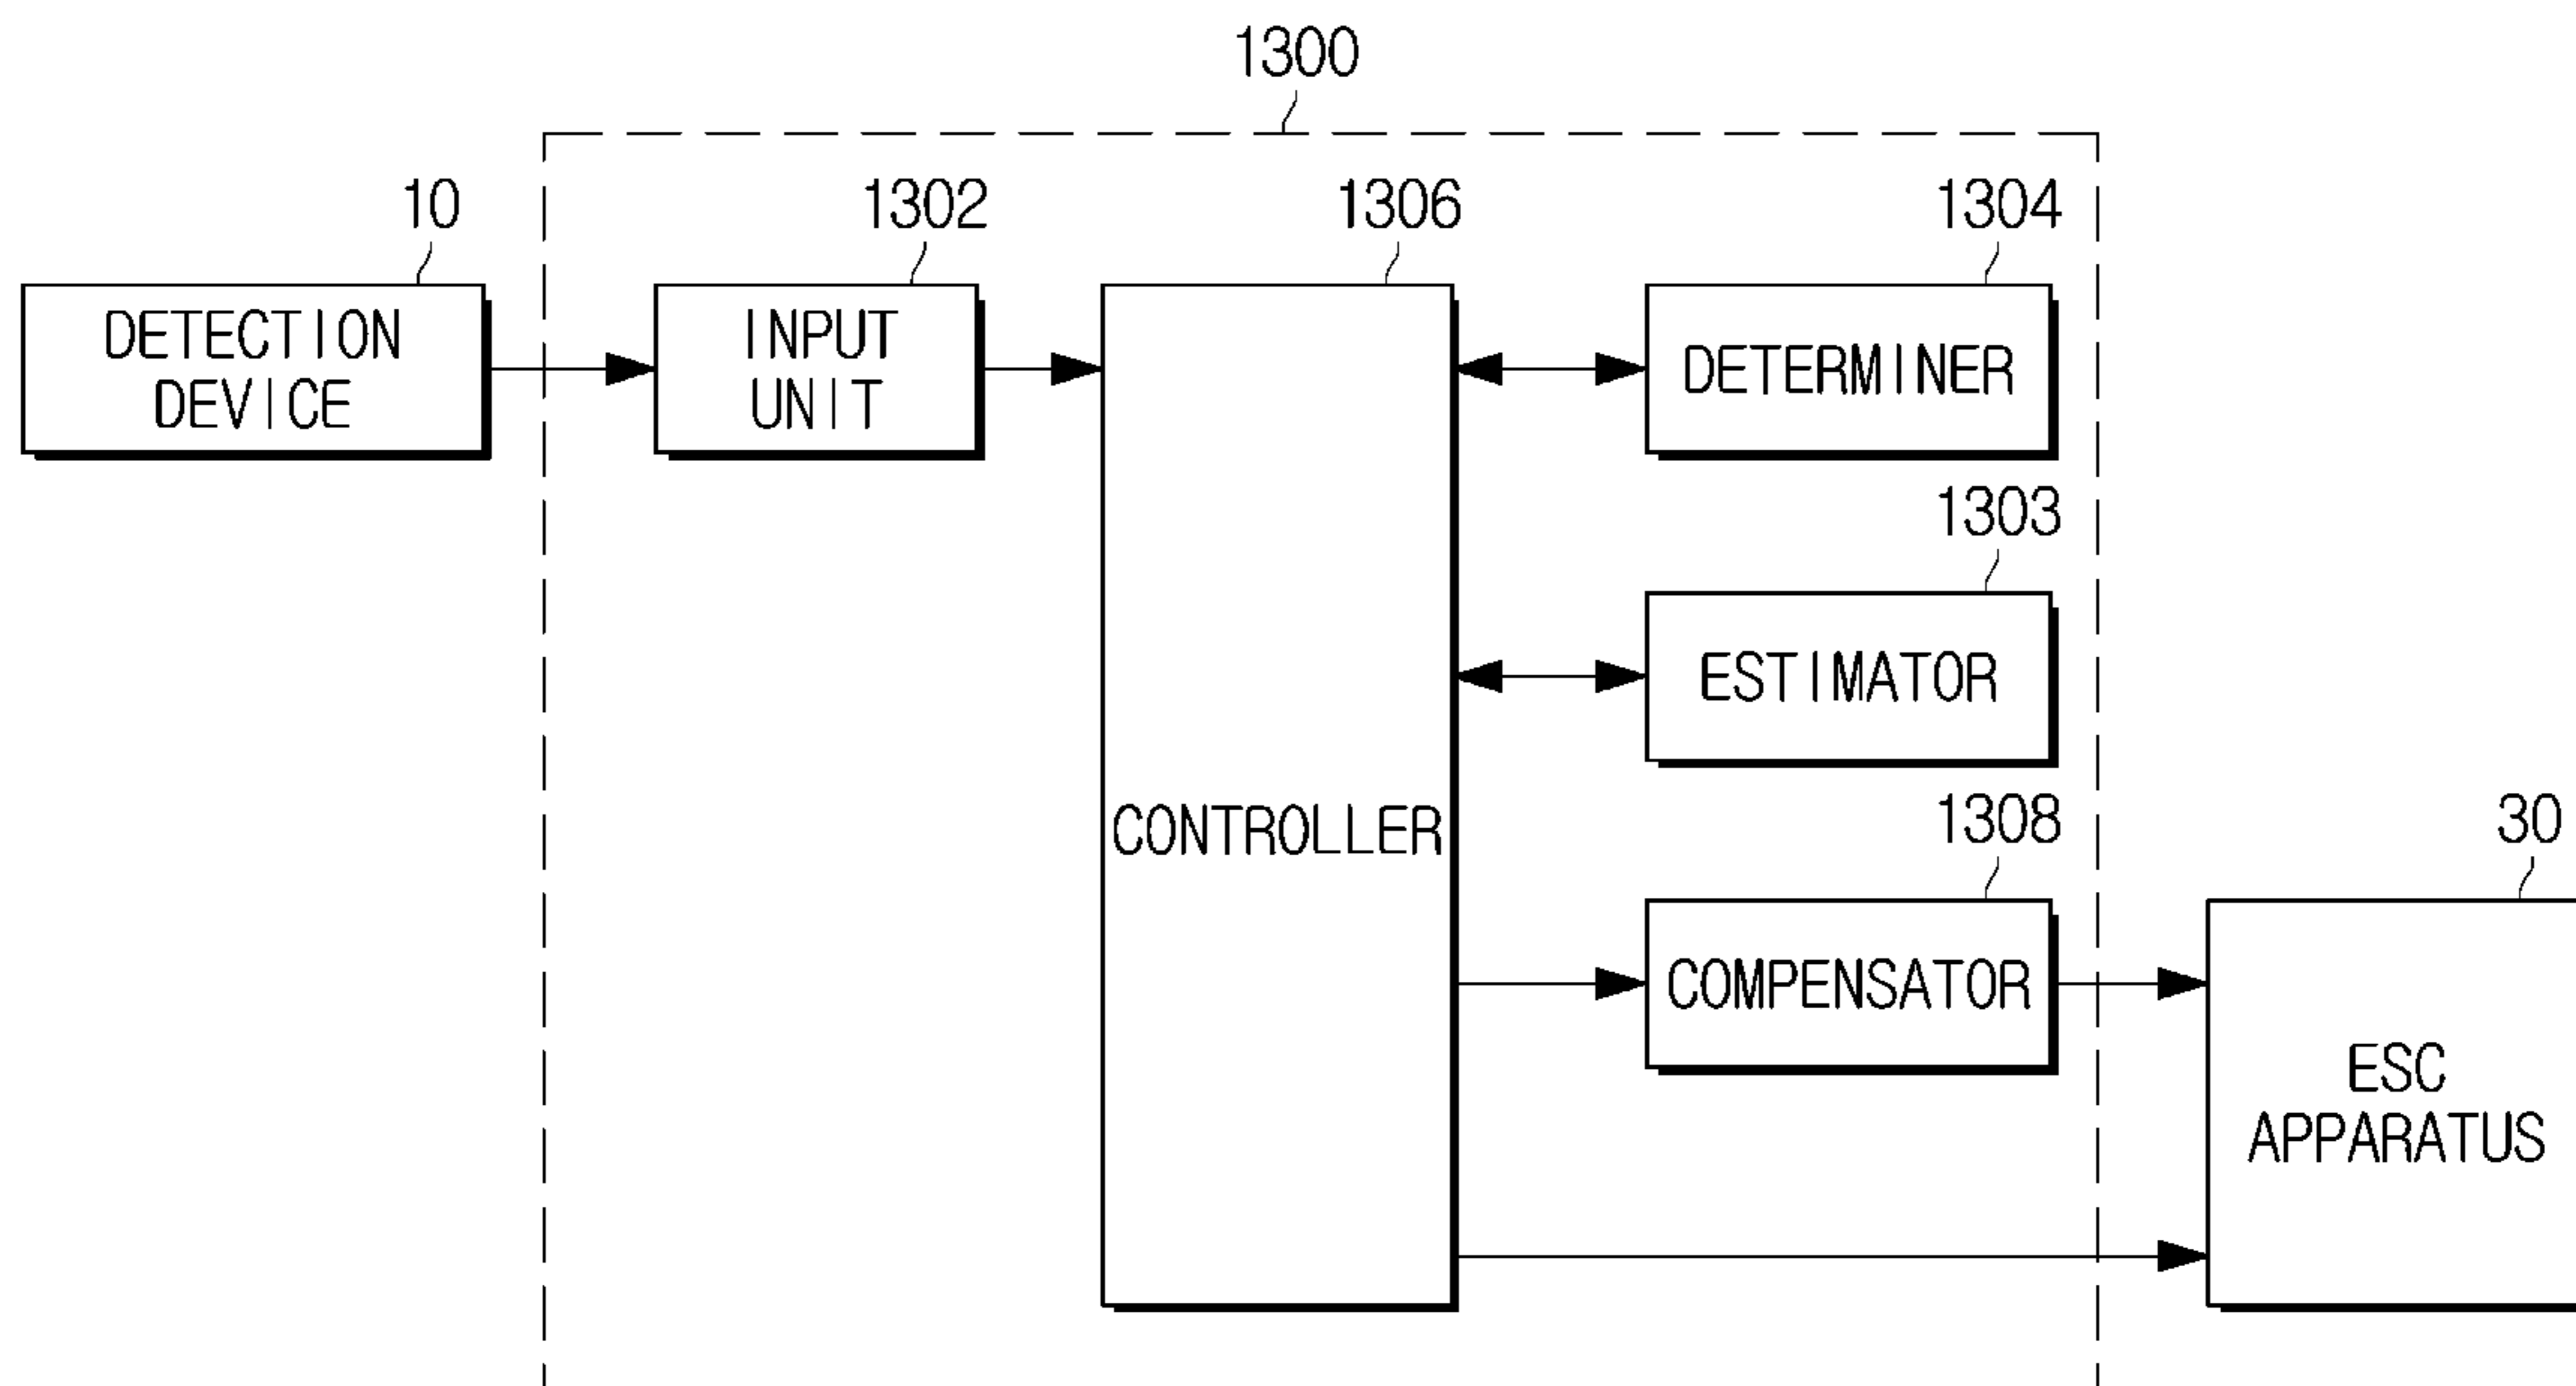 1300
10
1302
1306
1304
DETECTION
DEVICE
INPUT
UNIT
DETERMINER
1303
ESTIMATOR
CONTROLLER
1308
30
COMPENSATOR
ESC
APPARATUS